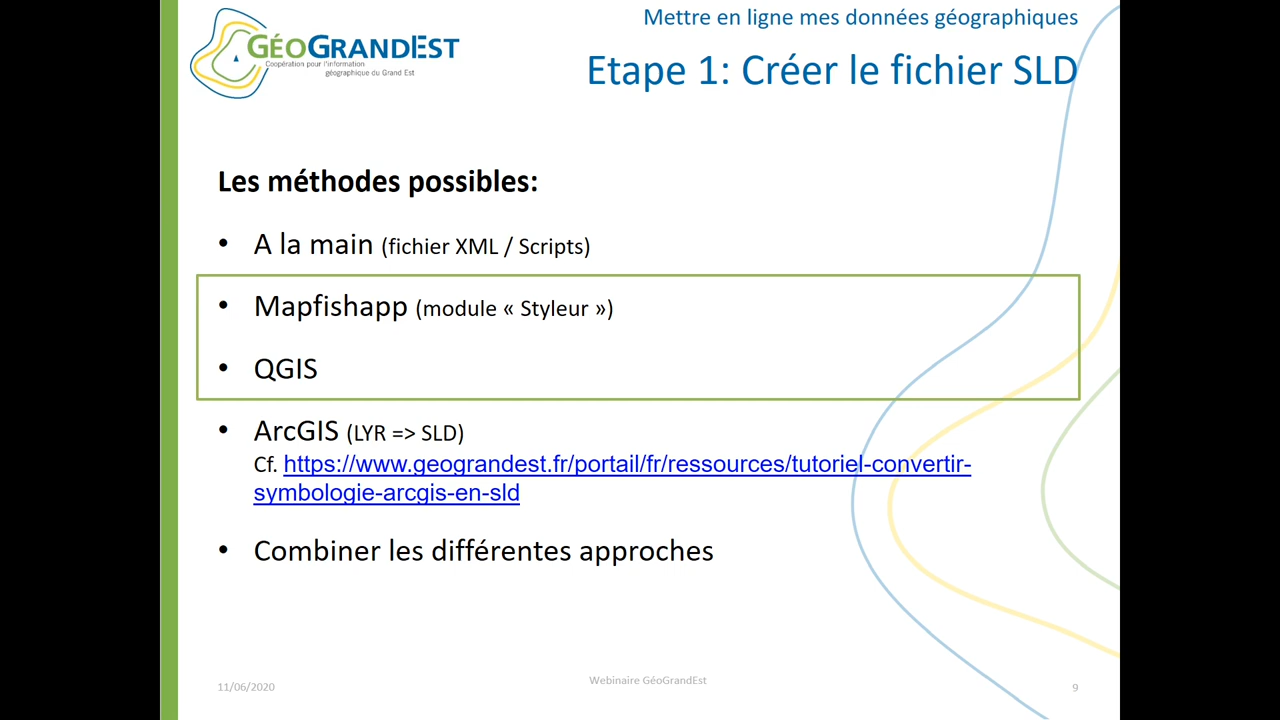 Mettre en ligne mes données géographiques
GÉOGRANDEST
Coopération pour l'information
géographique du Grand Est
Etape 1: Créer le fichier SLD
Les méthodes possibles:
• A la main (fichier XML / Scripts)
• Mapfishapp (module « Styleur »)
• QGIS
• ArcGIS (LYR => SLD)
Cf. https://www.geograndest.fr/portail/fr/ressources/tutoriel-convertir-
symbologie-arcgis-en-sld
• Combiner les différentes approches
11/06/2020
Webinaire GéoGrandEst
9